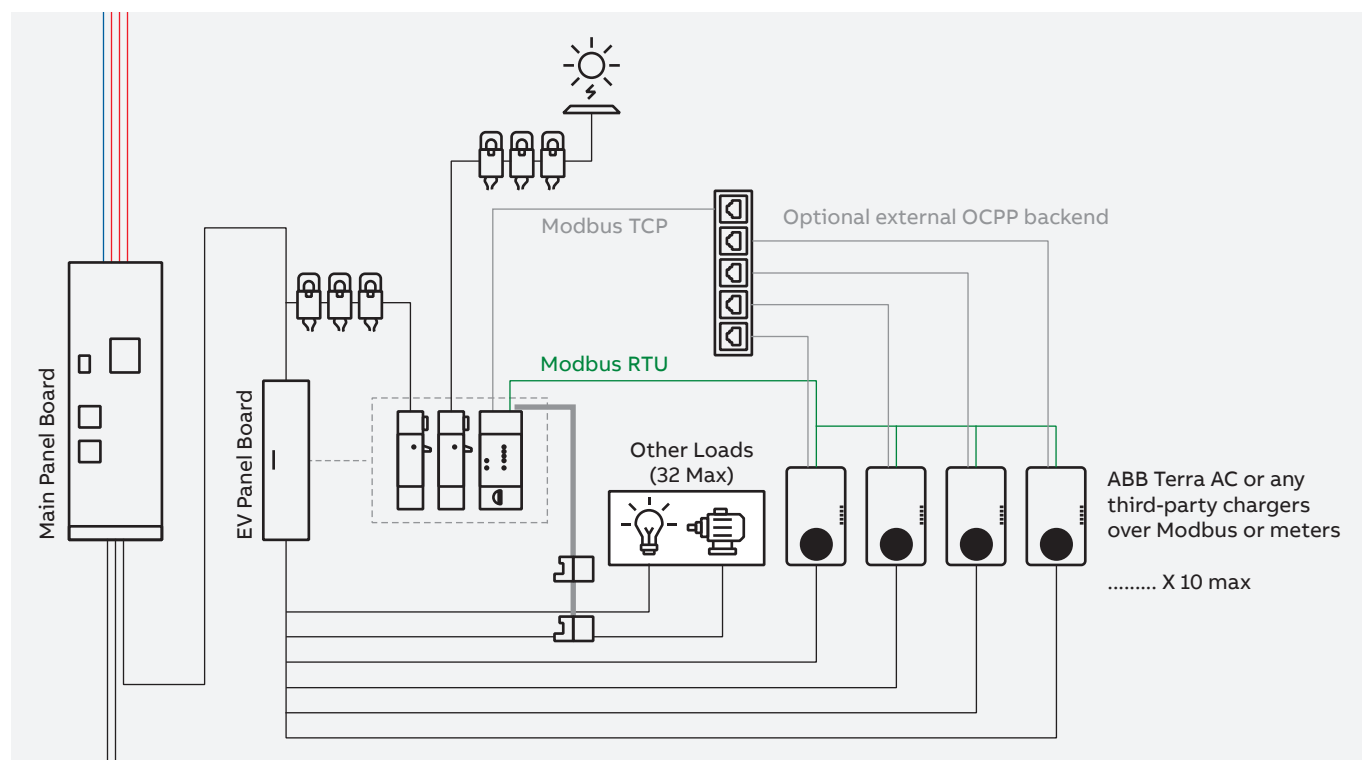 Modbus TCP
Optional external OCPP backend
Modbus RTU
Main Panel Board
EV Panel Board
Other Loads
(32 Max)
ABB Terra AC or any
third-party chargers
over Modbus or meters
......... X 10 max